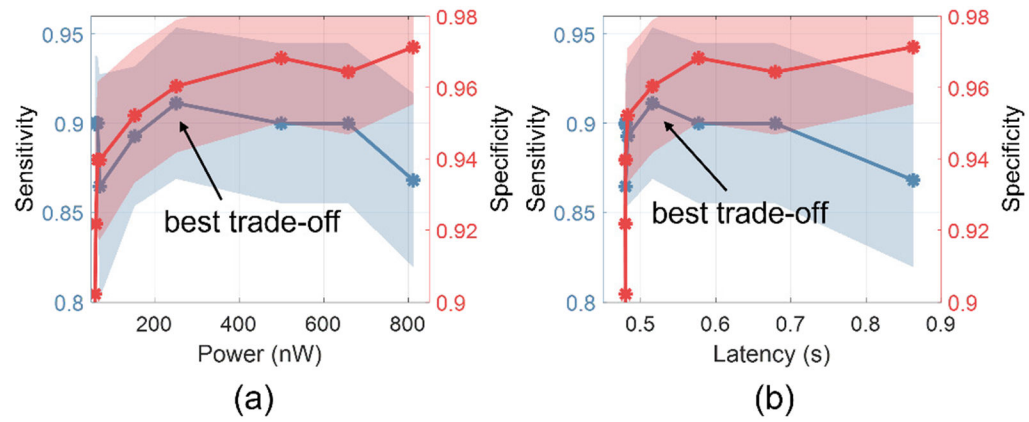 0.95
0.9
0.85
0.8
Sensitivity
0.98
0.96
0.94
0.92
0.9
Specificity
best trade-off
200
400
600
800
Power (nW)
(a)
0.95
0.9
0.85
0.8
Sensitivity
0.98
0.96
0.94
0.92
0.9
Specificity
best trade-off
0.5
0.6
0.7
0.8
0.9
Latency (s)
(b)